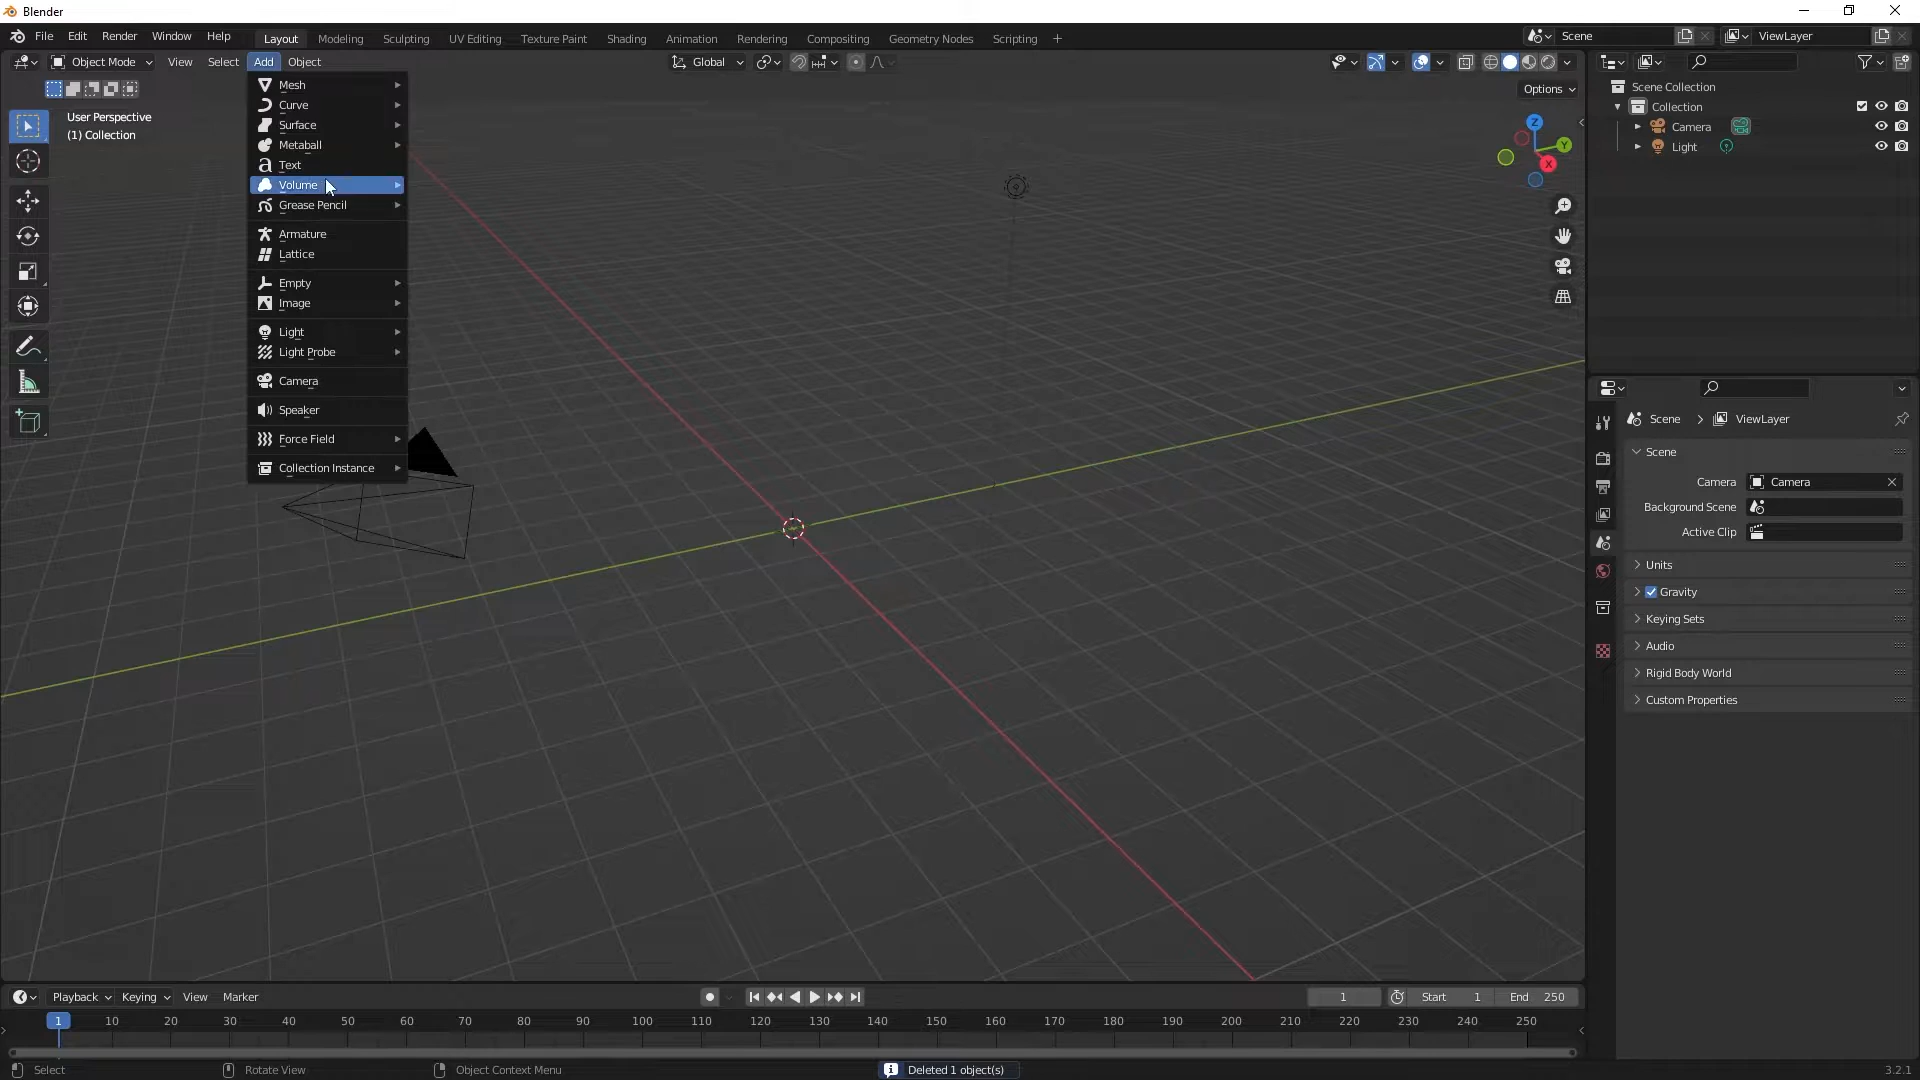 Blender
File Edit Render Window Help Layout Modeling Sculpting UV Editing Texture Paint Shading Animation Rendering Compositing Geometry Nodes Scripting + Scene ViewLayer
Object Mode View Select Add Object Global
Options
User Perspective
(1) Collection
Mesh
Curve
Surface
Metaball
Text
Volume
Grease Pencil
Armature
Lattice
Empty
Image
Light
Light Probe
Camera
Speaker
Force Field
Collection Instance
Z
Y
X
Scene Collection
Collection
Camera
Light
Scene > ViewLayer
Scene
Camera Camera
Background Scene
Active Clip
Units
Gravity
Keying Sets
Audio
Rigid Body World
Custom Properties
Playback Keying View Marker 1 Start 1 End 250
1 10 20 30 40 50 60 70 80 90 100 110 120 130 140 150 160 170 180 190 200 210 220 230 240 250
Select Rotate View Object Context Menu Deleted 1 object(s) 3.2.1